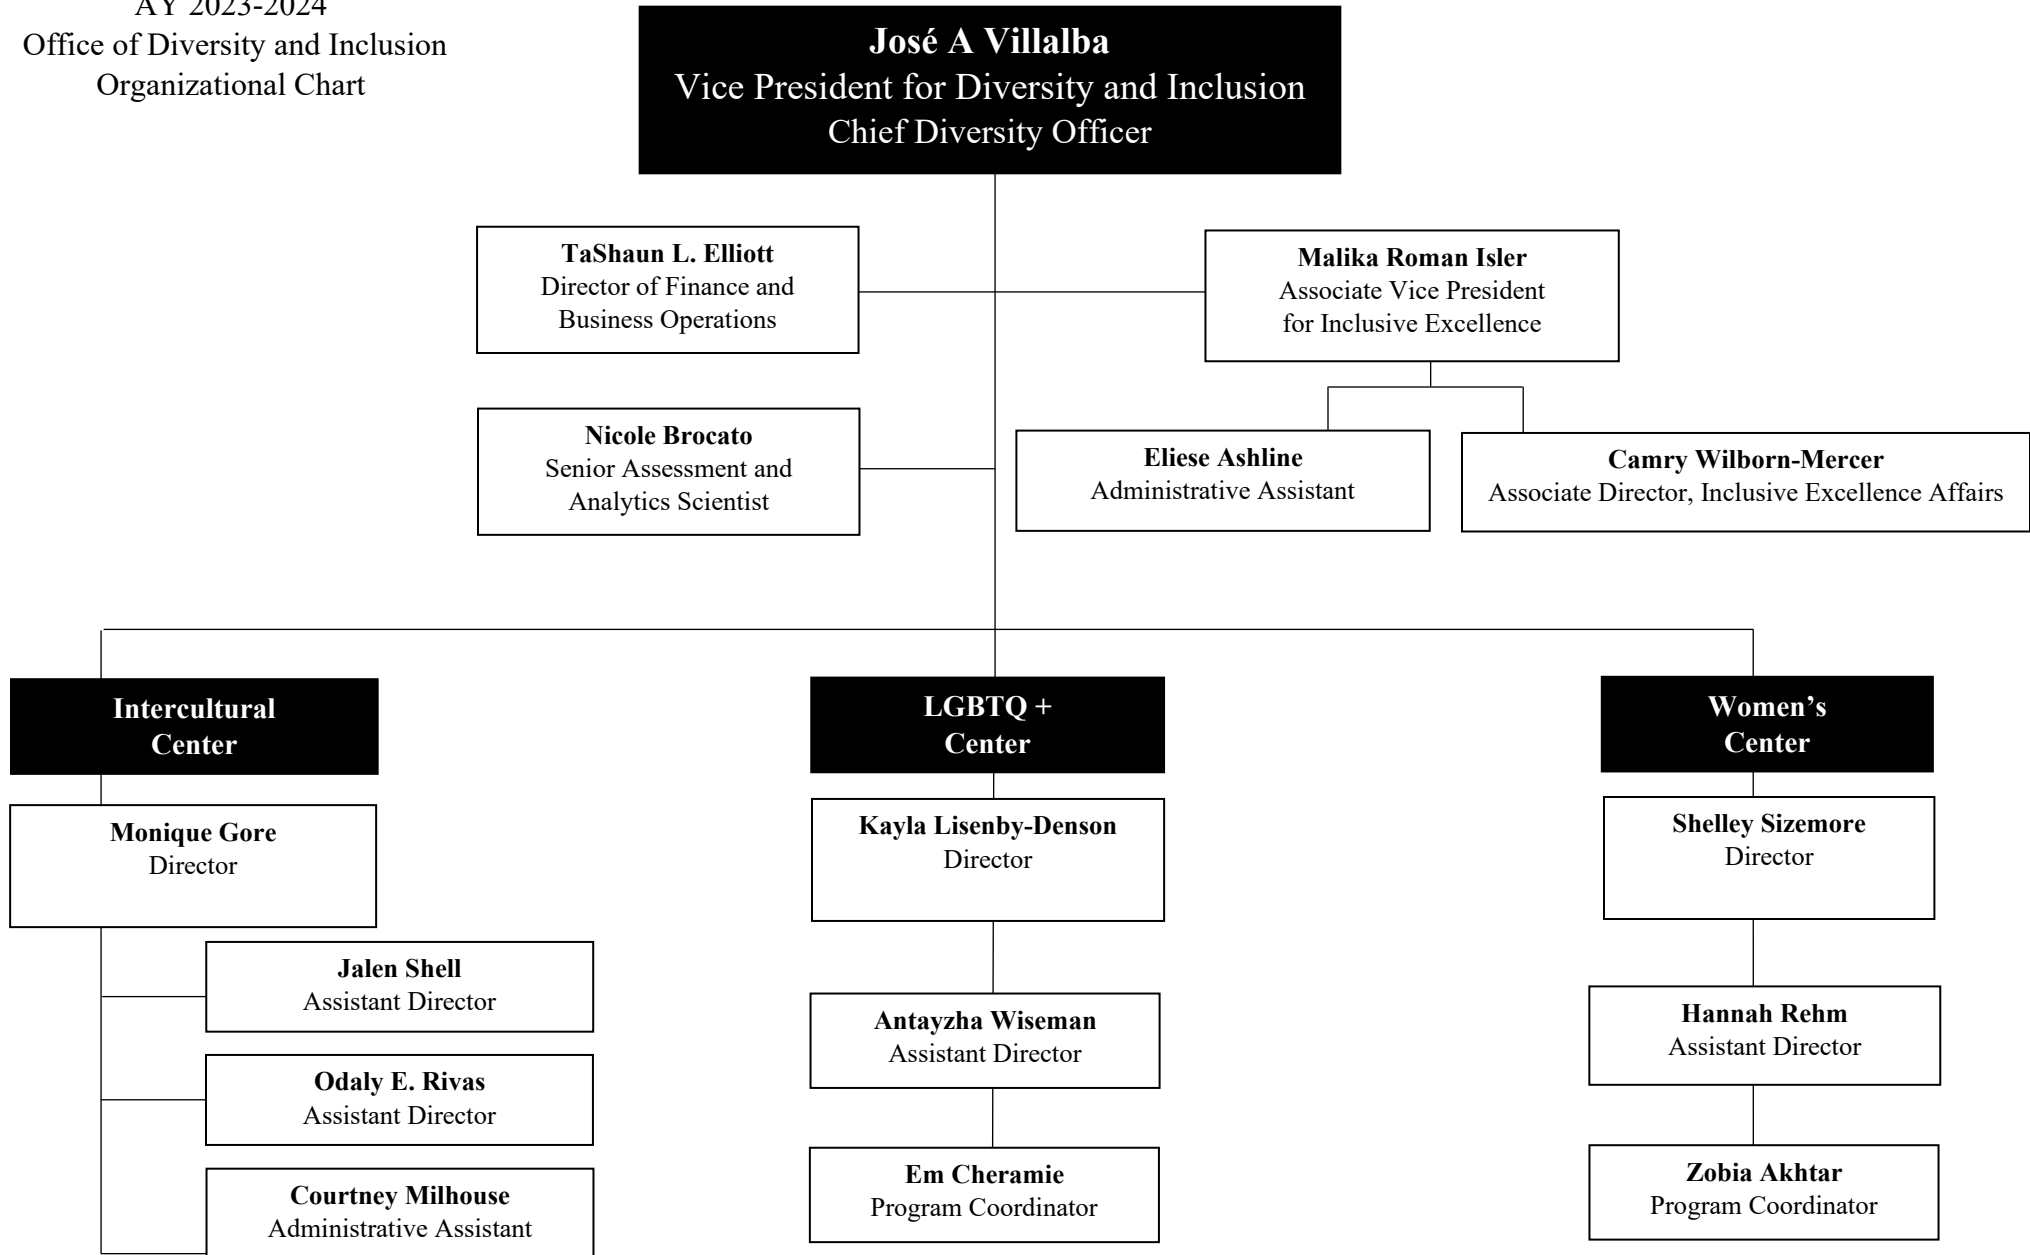 AY 2023-2024
Office of Diversity and Inclusion
Organizational Chart
José A Villalba
Vice President for Diversity and Inclusion
Chief Diversity Officer
TaShaun L. Elliott
Director of Finance and
Business Operations
Malika Roman Isler
Associate Vice President
for Inclusive Excellence
Nicole Brocato
Senior Assessment and
Analytics Scientist
Eliese Ashline
Administrative Assistant
Camry Wilborn-Mercer
Associate Director, Inclusive Excellence Affairs
Intercultural
Center
Monique Gore
Director
Jalen Shell
Assistant Director
Odaly E. Rivas
Assistant Director
Courtney Milhouse
Administrative Assistant
LGBTQ +
Center
Kayla Lisenby-Denson
Director
Antayzha Wiseman
Assistant Director
Em Cheramie
Program Coordinator
Women’s
Center
Shelley Sizemore
Director
Hannah Rehm
Assistant Director
Zobia Akhtar
Program Coordinator